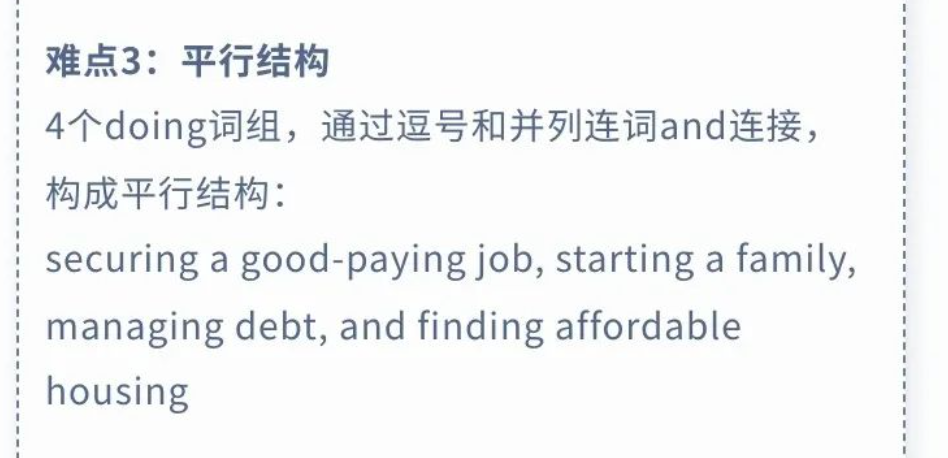 难点3：平行结构
4个doing词组，通过逗号和并列连词and连接，
构成平行结构：
securing a good-paying job, starting a family,
managing debt, and finding affordable
housing